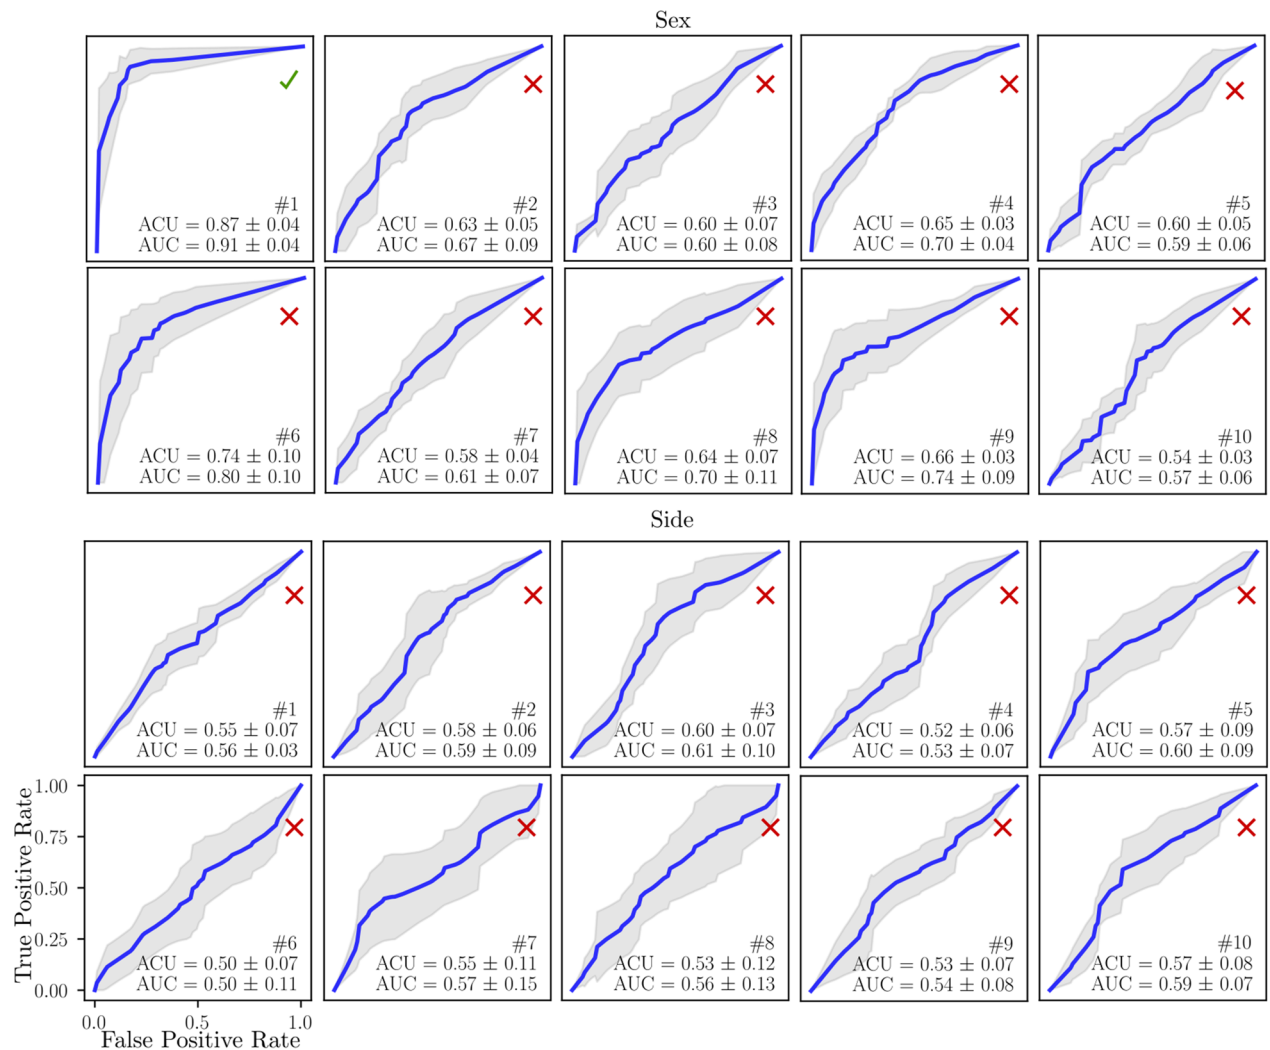 Sex
#1
ACU = 0.87 ± 0.04
AUC = 0.91 ± 0.04
#2
ACU = 0.63 ± 0.05
AUC = 0.67 ± 0.09
#3
ACU = 0.60 ± 0.07
AUC = 0.60 ± 0.08
#4
ACU = 0.65 ± 0.03
AUC = 0.70 ± 0.04
#5
ACU = 0.60 ± 0.05
AUC = 0.59 ± 0.06
#6
ACU = 0.74 ± 0.10
AUC = 0.80 ± 0.10
#7
ACU = 0.58 ± 0.04
AUC = 0.61 ± 0.07
#8
ACU = 0.64 ± 0.07
AUC = 0.70 ± 0.11
#9
ACU = 0.66 ± 0.03
AUC = 0.74 ± 0.09
#10
ACU = 0.54 ± 0.03
AUC = 0.57 ± 0.06
Side
#1
ACU = 0.55 ± 0.07
AUC = 0.56 ± 0.03
#2
ACU = 0.58 ± 0.06
AUC = 0.59 ± 0.09
#3
ACU = 0.60 ± 0.07
AUC = 0.61 ± 0.10
#4
ACU = 0.52 ± 0.06
AUC = 0.53 ± 0.07
#5
ACU = 0.57 ± 0.09
AUC = 0.60 ± 0.09
True Positive Rate
1.00
0.75
0.50
0.25
0.00
#6
ACU = 0.50 ± 0.07
AUC = 0.50 ± 0.11
#7
ACU = 0.55 ± 0.11
AUC = 0.57 ± 0.15
#8
ACU = 0.53 ± 0.12
AUC = 0.56 ± 0.13
#9
ACU = 0.53 ± 0.07
AUC = 0.54 ± 0.08
#10
ACU = 0.57 ± 0.08
AUC = 0.59 ± 0.07
0.0 0.5 1.0
False Positive Rate